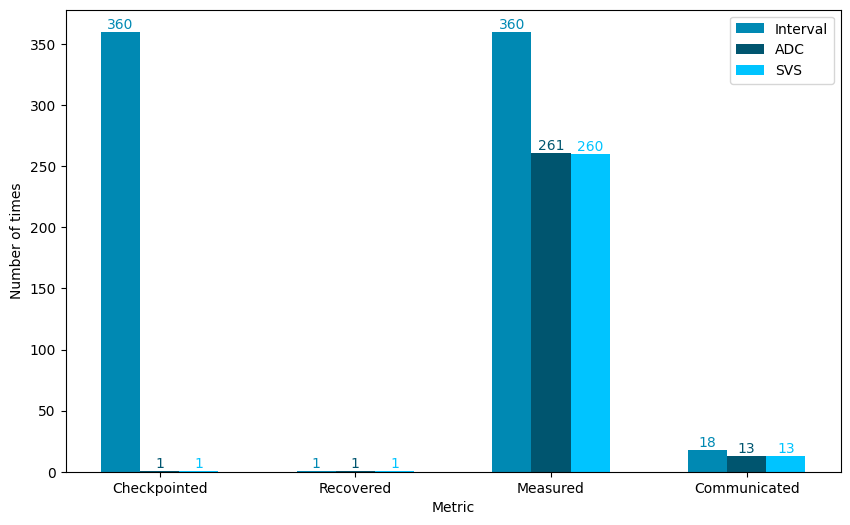 360
360
Interval
ADC
SVS
350
300
261
260
250
Number of times
200
150
100
50
18
13
13
1
1
1
1
1
0
Checkpointed
Recovered
Measured
Communicated
Metric